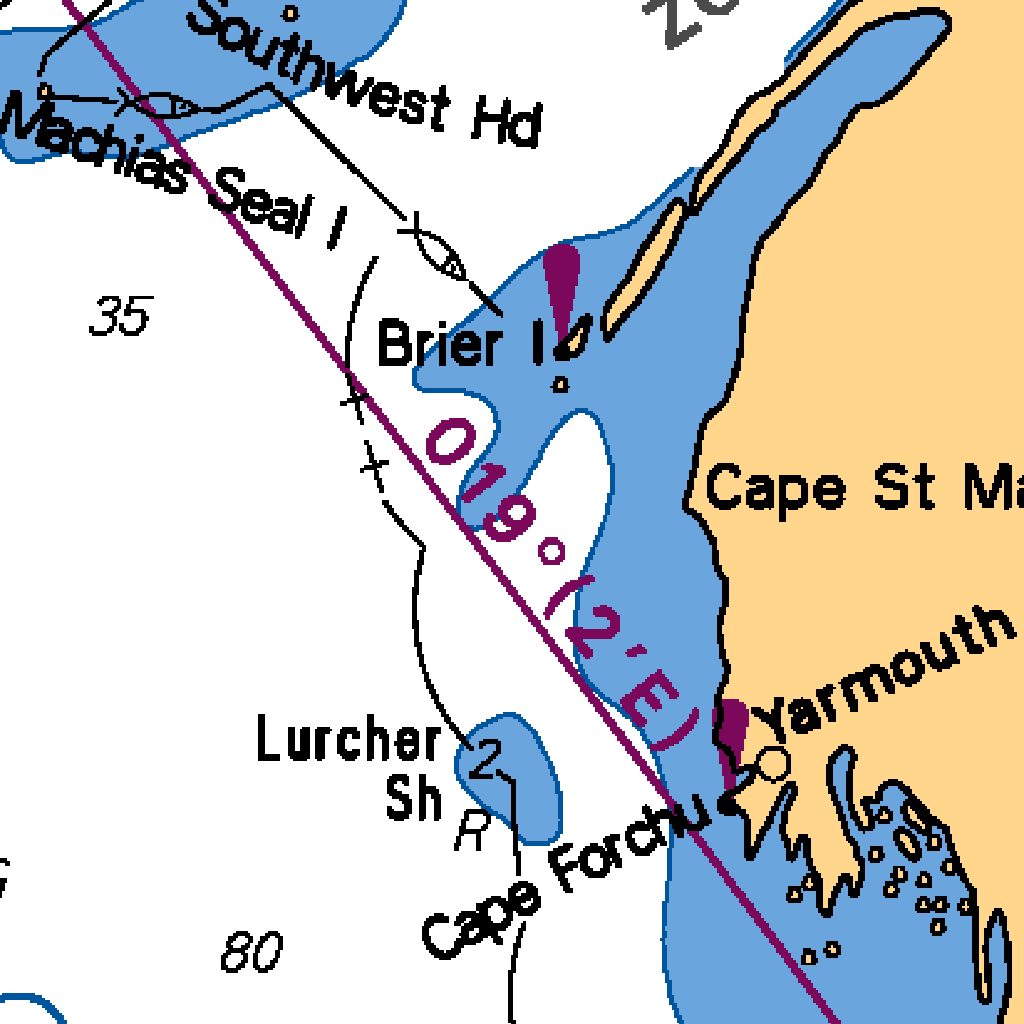 Southwest Hd
Machias Seal I
35
Brier I
019°(2'E)
Cape St Ma
Yarmouth
Lurcher
Sh
2
R
Cape Forchu
80